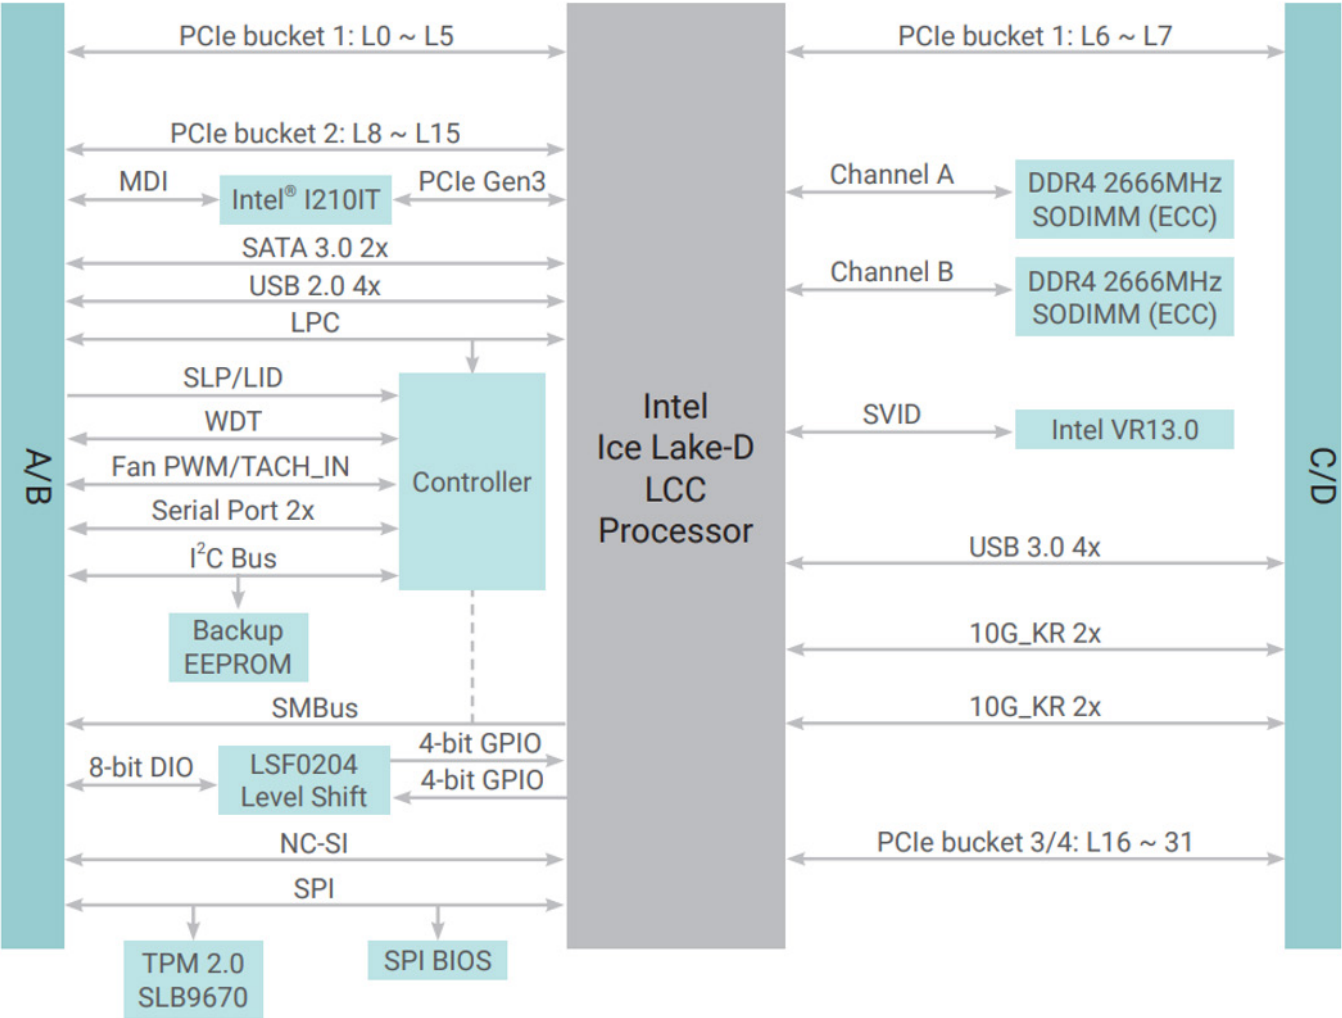 PCIe bucket 1: L0 ~ L5
PCIe bucket 2: L8 ~ L15
MDI
Intel® I210IT
PCIe Gen3
SATA 3.0 2x
USB 2.0 4x
LPC
SLP/LID
WDT
Fan PWM/TACH_IN
Serial Port 2x
I²C Bus
Controller
Backup
EEPROM
SMBus
8-bit DIO
LSF0204
Level Shift
4-bit GPIO
4-bit GPIO
NC-SI
SPI
TPM 2.0
SLB9670
SPI BIOS
A/B
Intel
Ice Lake-D
LCC
Processor
PCIe bucket 1: L6 ~ L7
Channel A
DDR4 2666MHz
SODIMM (ECC)
Channel B
DDR4 2666MHz
SODIMM (ECC)
SVID
Intel VR13.0
USB 3.0 4x
10G_KR 2x
10G_KR 2x
PCIe bucket 3/4: L16 ~ 31
C/D